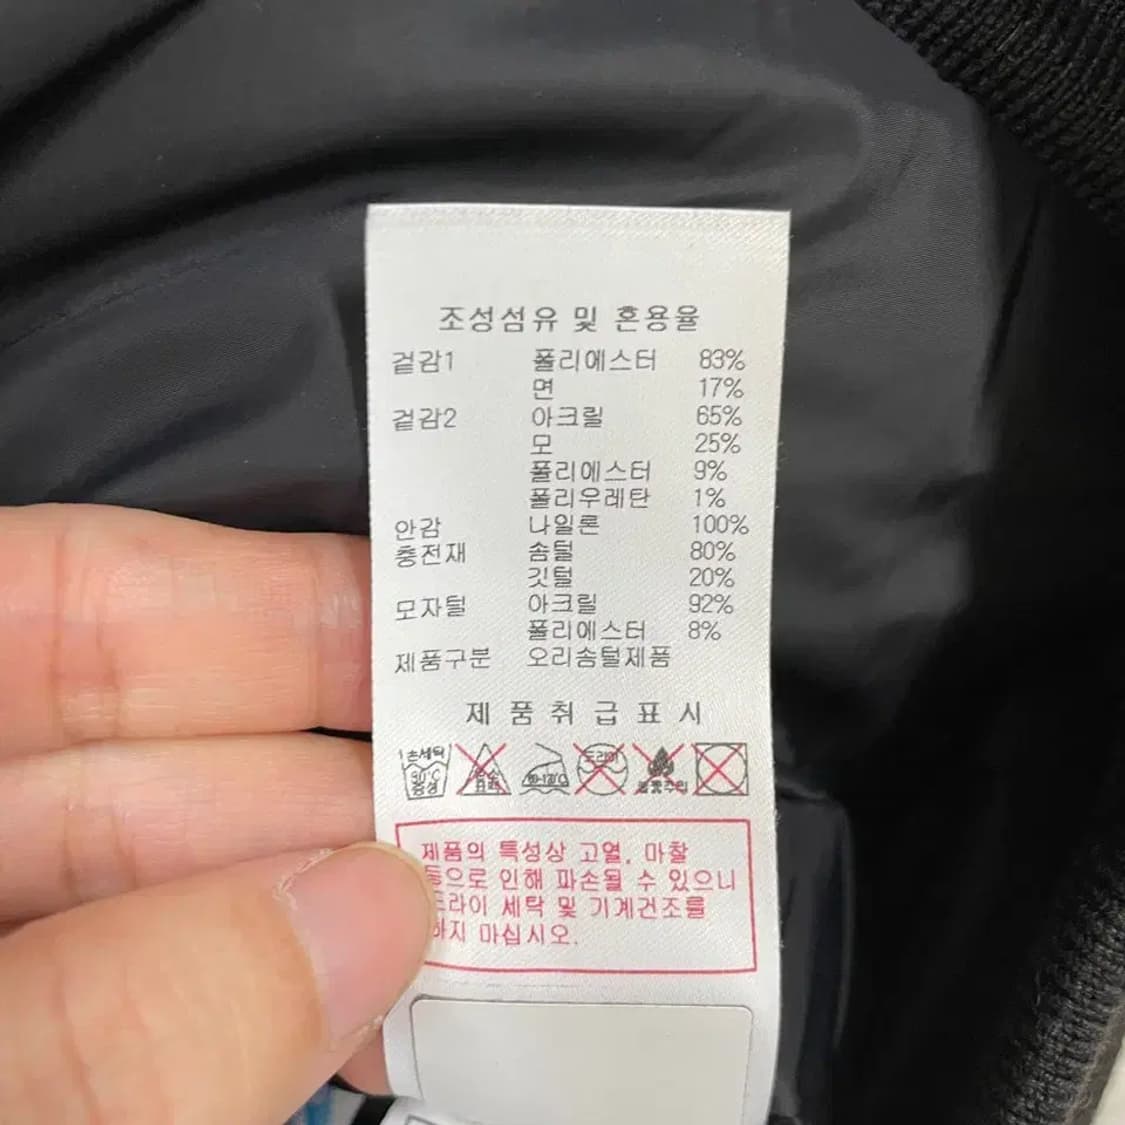 조성섬유 및 혼용율
겉감1 폴리에스터 83%
면 17%
겉감2 아크릴 65%
모 25%
폴리에스터 9%
폴리우레탄 1%
안감 나일론 100%
충전재 솜털 80%
깃털 20%
모자털 아크릴 92%
폴리에스터 8%
제품구분 오리솜털제품
제 품 취 급 표 시
손세탁 30℃ 중성 드라이
제품의 특성상 고열, 마찰
등으로 인해 파손될 수 있으니
드라이 세탁 및 기계건조를
하지 마십시오.